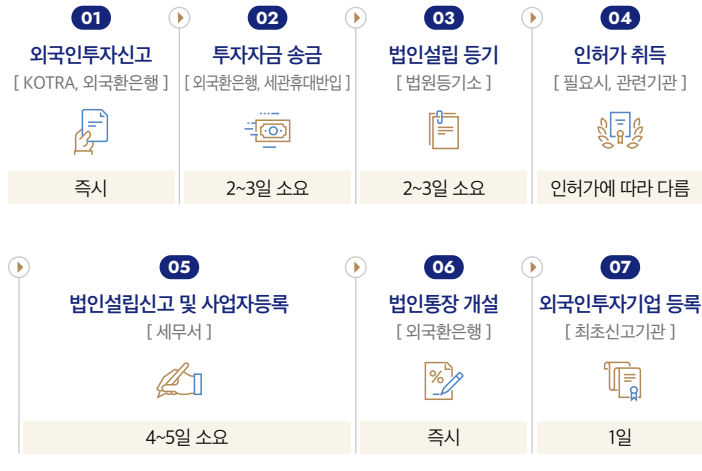 01
외국인투자신고
[ KOTRA, 외국환은행 ]
즉시
02
투자자금 송금
[ 외국환은행, 세관휴대반입 ]
2~3일 소요
03
법인설립 등기
[ 법원등기소 ]
2~3일 소요
04
인허가 취득
[ 필요시, 관련기관 ]
인허가에 따라 다름
05
법인설립신고 및 사업자등록
[ 세무서 ]
4~5일 소요
06
법인통장 개설
[ 외국환은행 ]
%
즉시
07
외국인투자기업 등록
[ 최초신고기관 ]
1일